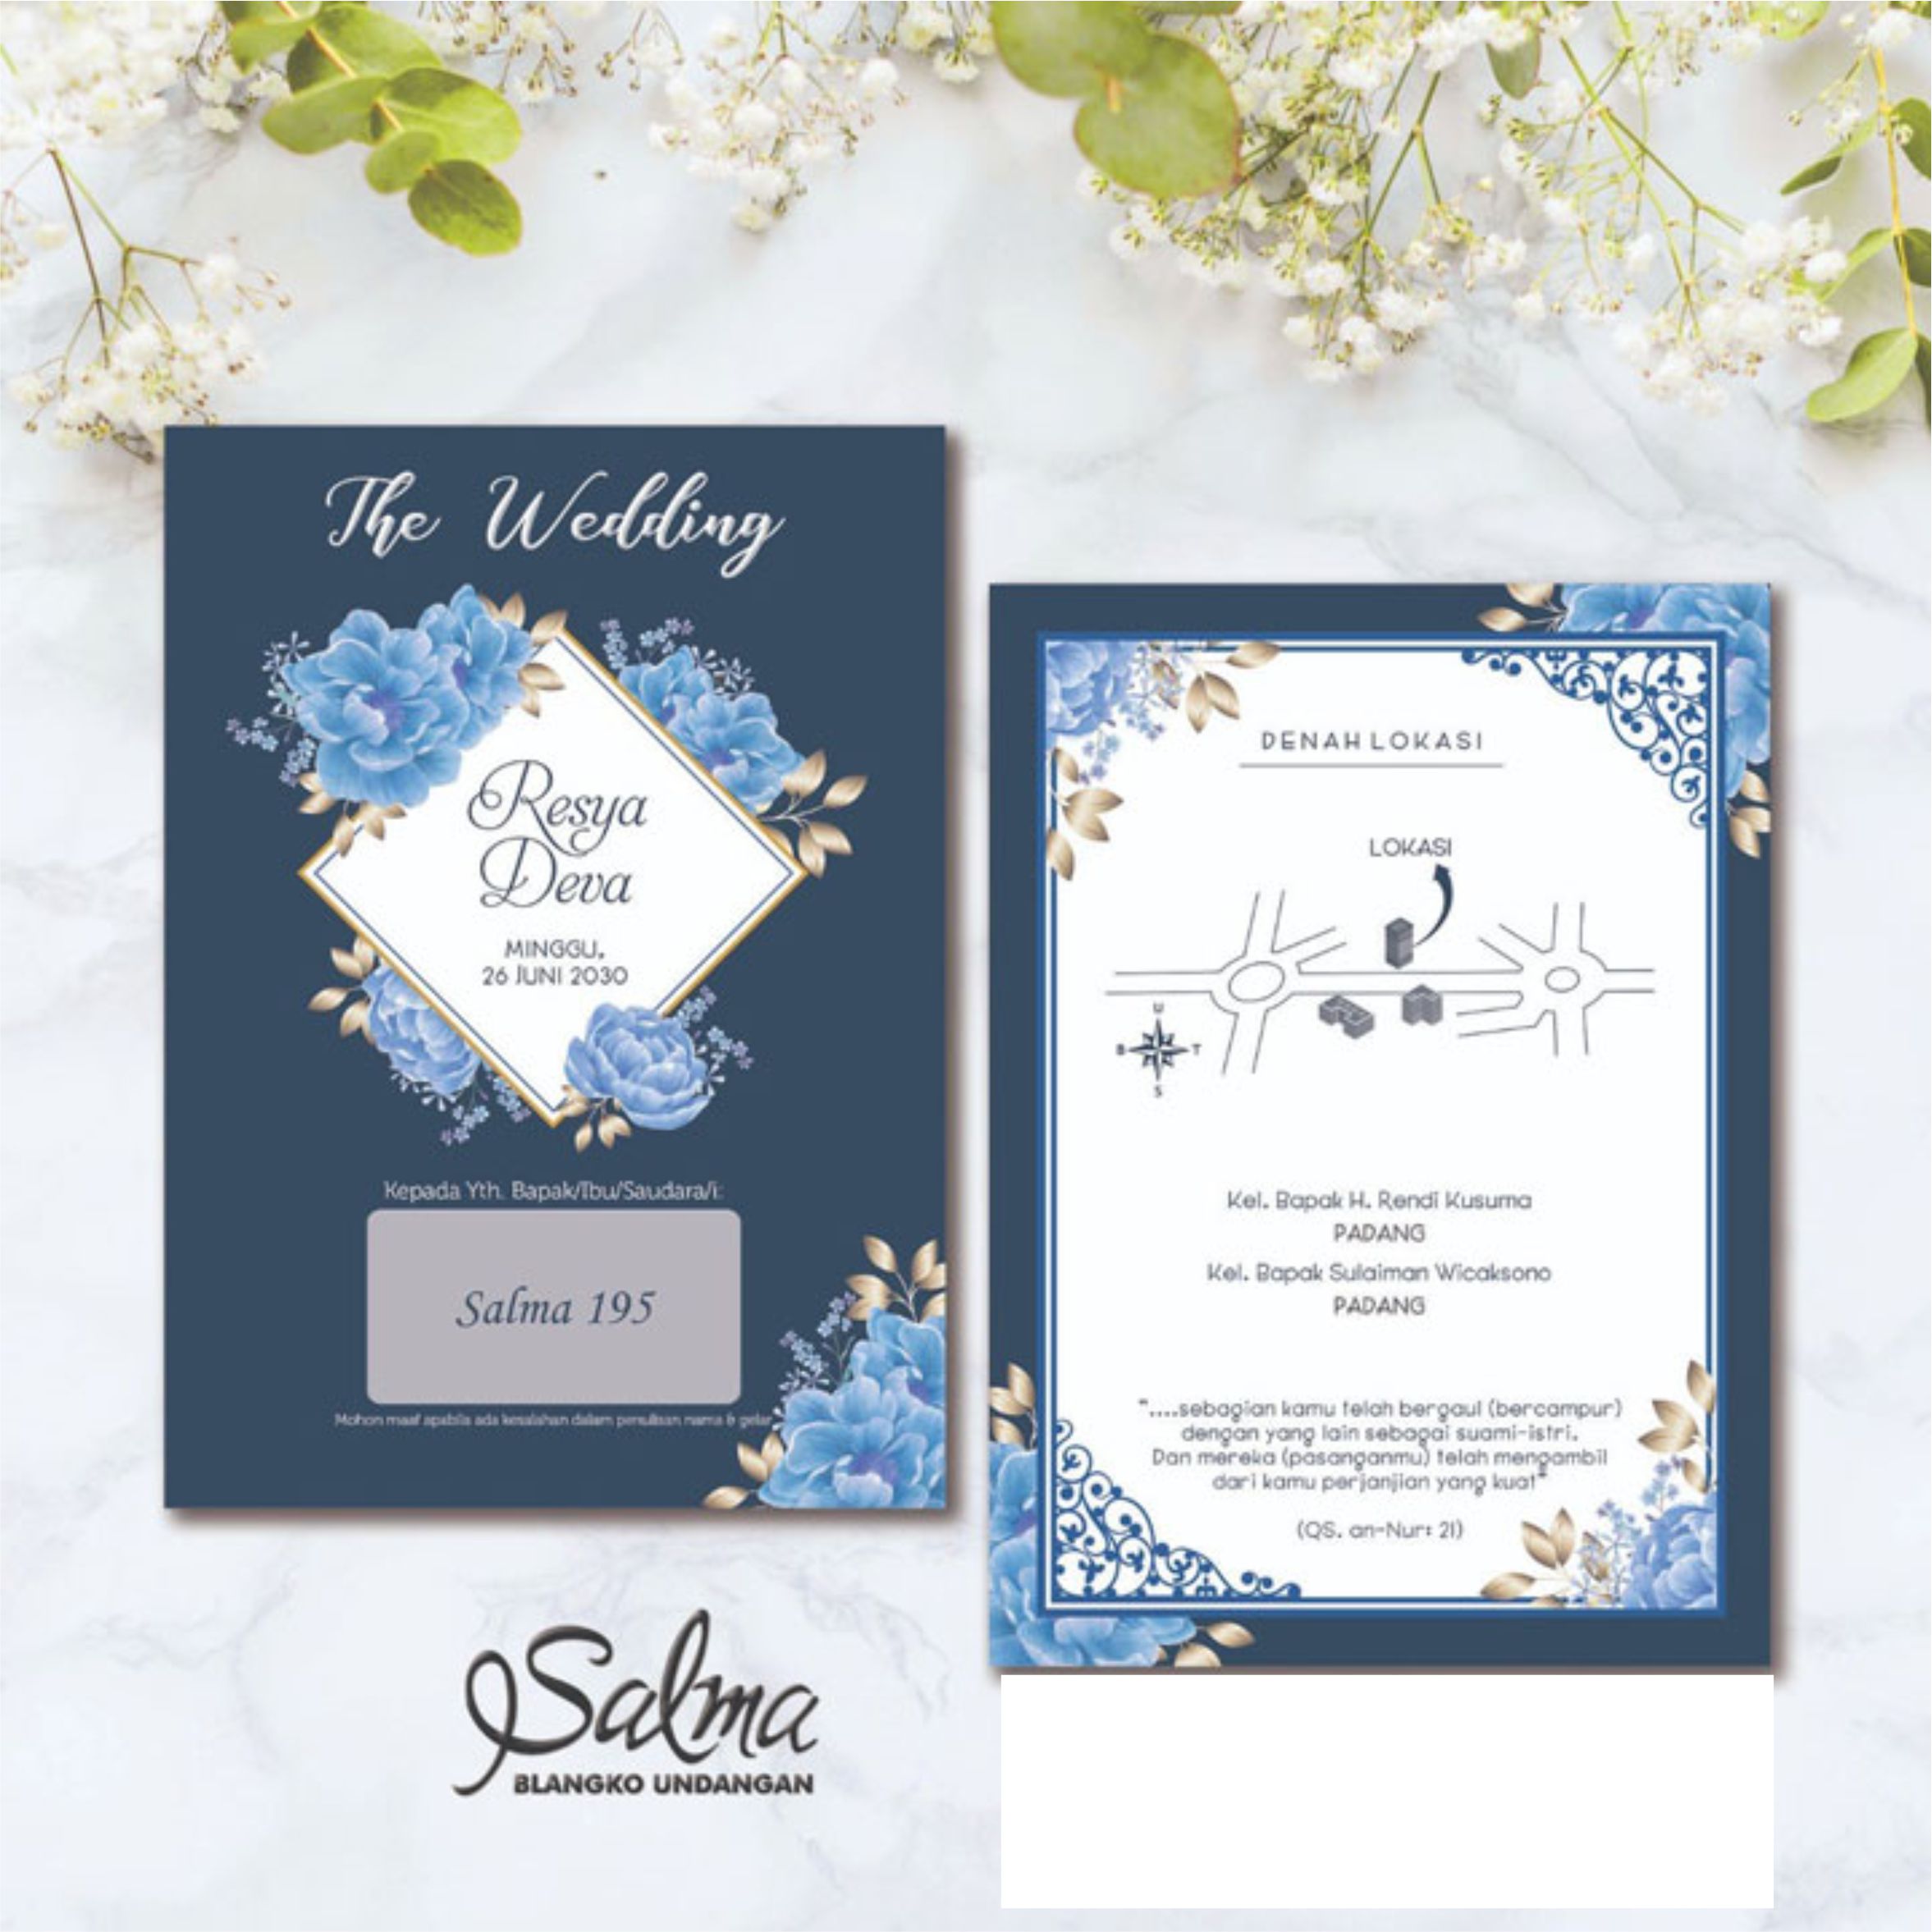 The Wedding
Resya
Deva
MINGGU,
26 JUNI 2030
Kepada Yth. Bapak/Ibu/Saudara/i:
Salma 195
Mohon maaf apabila ada kesalahan dalam penulisan nama & gelar
Salma
BLANGKO UNDANGAN
DENAH LOKASI
LOKASI
U
B T
S
Kel. Bapak H. Rendi Kusuma
PADANG
Kel. Bapak Sulaiman Wicaksono
PADANG
"....sebagian kamu telah bergaul (bercampur)
dengan yang lain sebagai suami-istri.
Dan mereka (pasanganmu) telah mengambil
dari kamu perjanjian yang kuat"
(QS. an-Nur: 21)